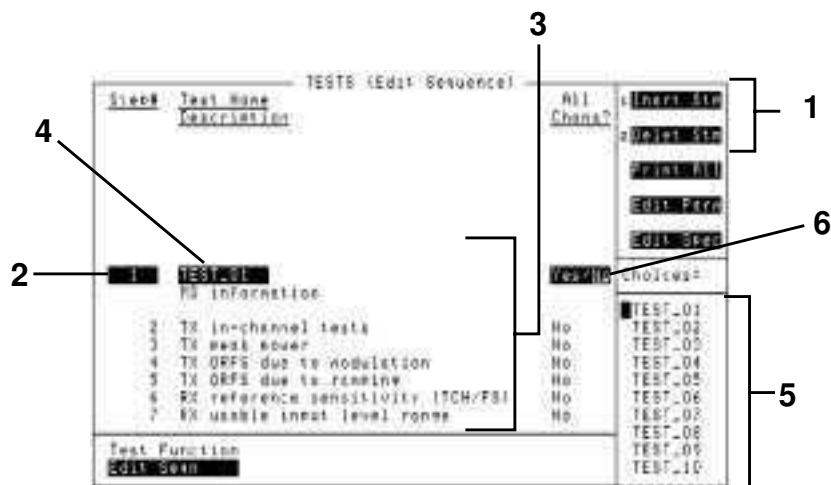 3
TESTS (Edit Sequence)
Step# Test Name All
Description Chans?
1 Insert Stp
2 Delet Stp
1
4
Print All
Edit Parm
Edit Spec
6
2
1 TEST_01 Yes/No
MS information
Choices:
2 TX in-channel tests No
3 TX peak power No
4 TX ORFS due to modulation No
5 TX ORFS due to ramping No
6 RX reference sensitivity (TCH/FS) No
7 RX usable input level range No
TEST_01
TEST_02
TEST_03
TEST_04
TEST_05
TEST_06
TEST_07
TEST_08
TEST_09
TEST_10
5
Test Function
Edit Seqn